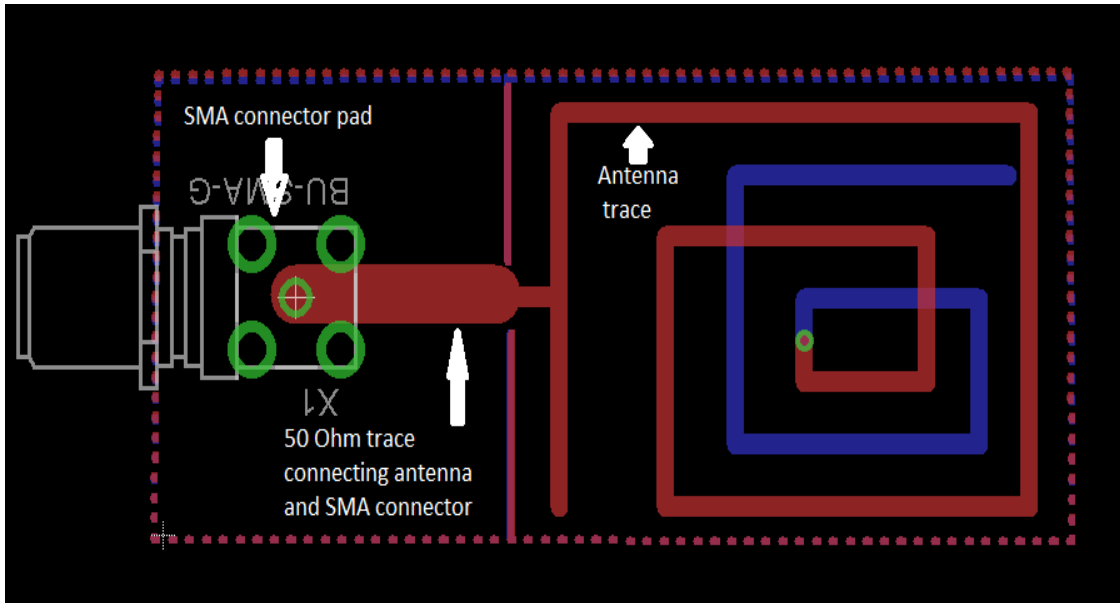 SMA connector pad
BU-SMA-G
Antenna
trace
X1
50 Ohm trace
connecting antenna
and SMA connector